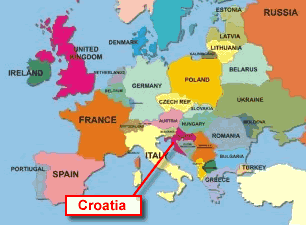 ESTONIA
RUSSIA
LATVIA
DENMARK
LITHUANIA
UNITED
KINGDOM
IRELAND
NETHERLANDS
BELARUS
POLAND
GERMANY
BELGIUM
UKRAINE
CZECH REP.
SLOVAKIA
FRANCE
AUSTRIA
HUNGARY
MOLDOVA
SWITZERLAND
ROMANIA
ITALY
PORTUGAL
SPAIN
BULGARIA
TURKEY
GREECE
Croatia